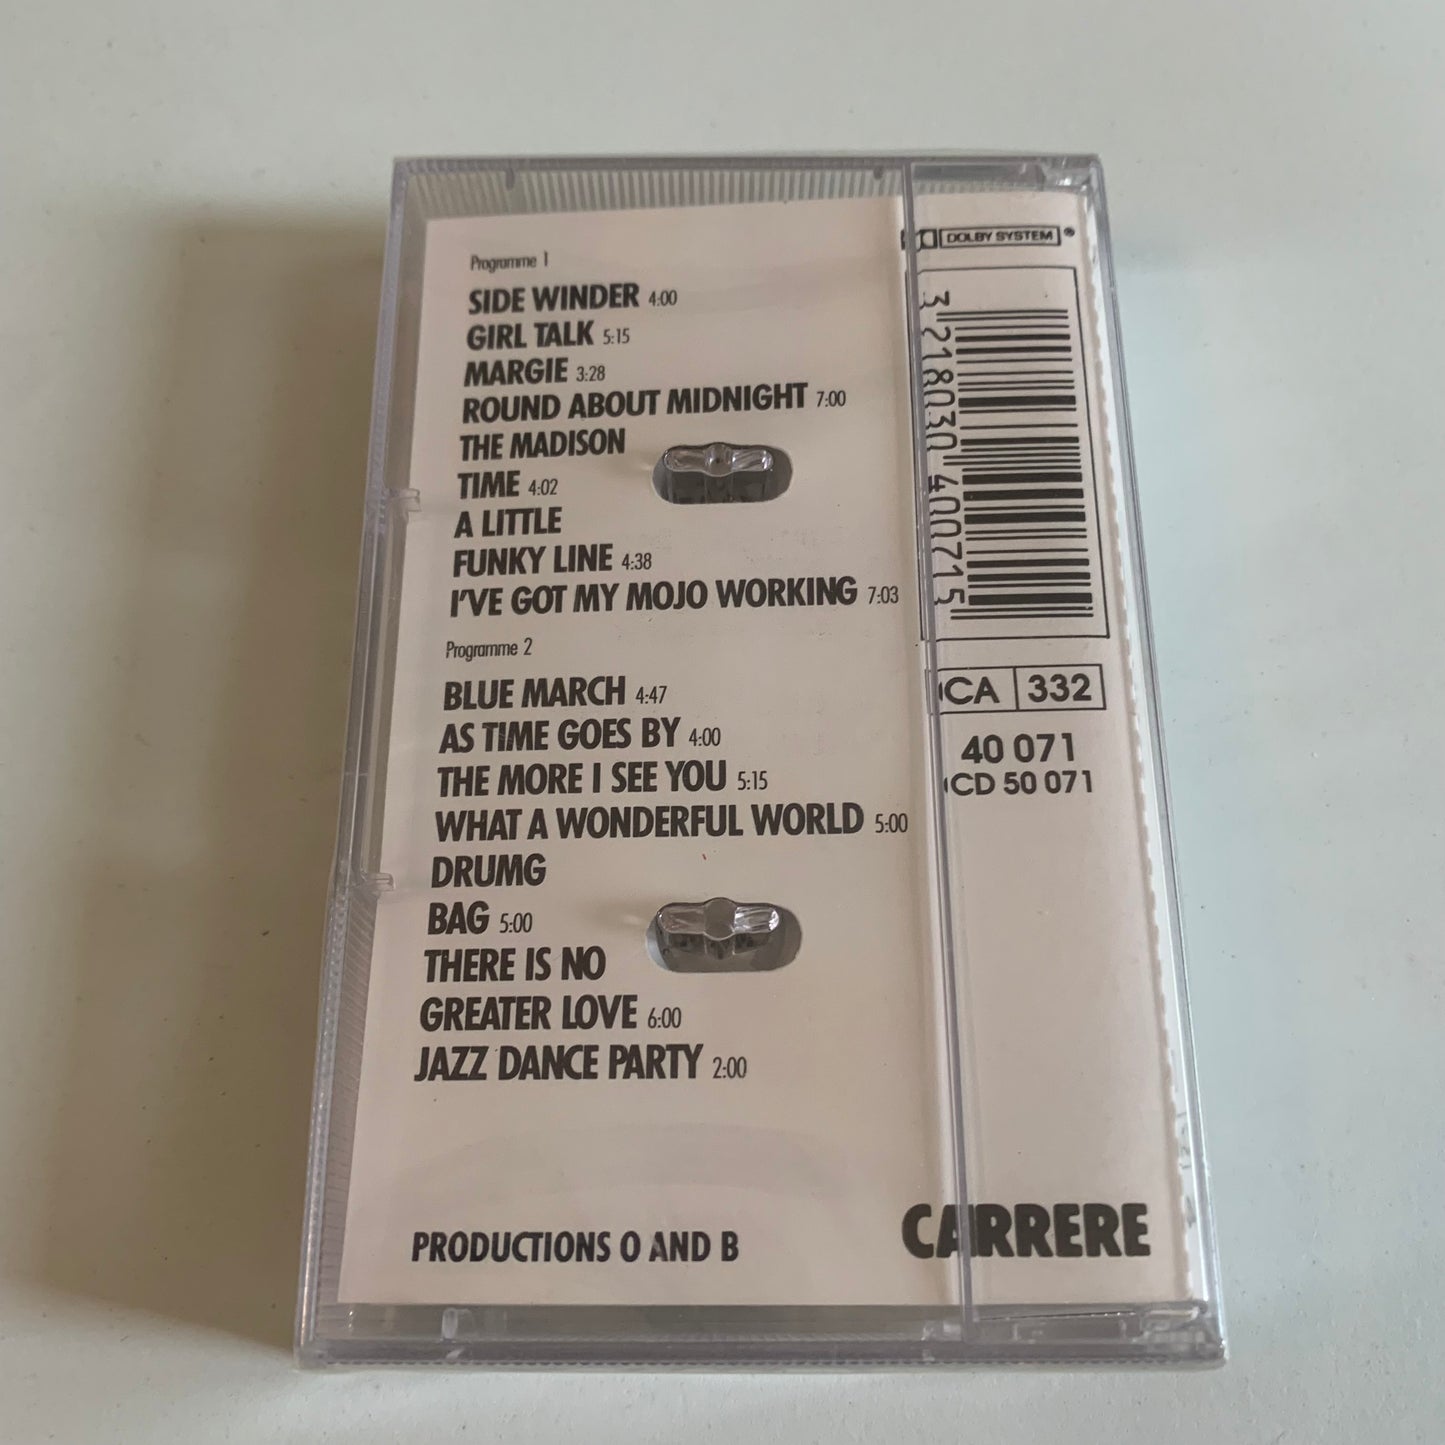 Programme 1
SIDE WINDER 4:00
GIRL TALK 5:15
MARGIE 3:28
ROUND ABOUT MIDNIGHT 7:00
THE MADISON
TIME 4:02
A LITTLE
FUNKY LINE 4:38
I'VE GOT MY MOJO WORKING 7:03
Programme 2
BLUE MARCH 4:47
AS TIME GOES BY 4:00
THE MORE I SEE YOU 5:15
WHAT A WONDERFUL WORLD 5:00
DRUMG
BAG 5:00
THERE IS NO
GREATER LOVE 6:00
JAZZ DANCE PARTY 2:00
PRODUCTIONS O AND B
DOLBY SYSTEM ®
3 218030 400715
CA 332
40 071
CD 50 071
CARRERE